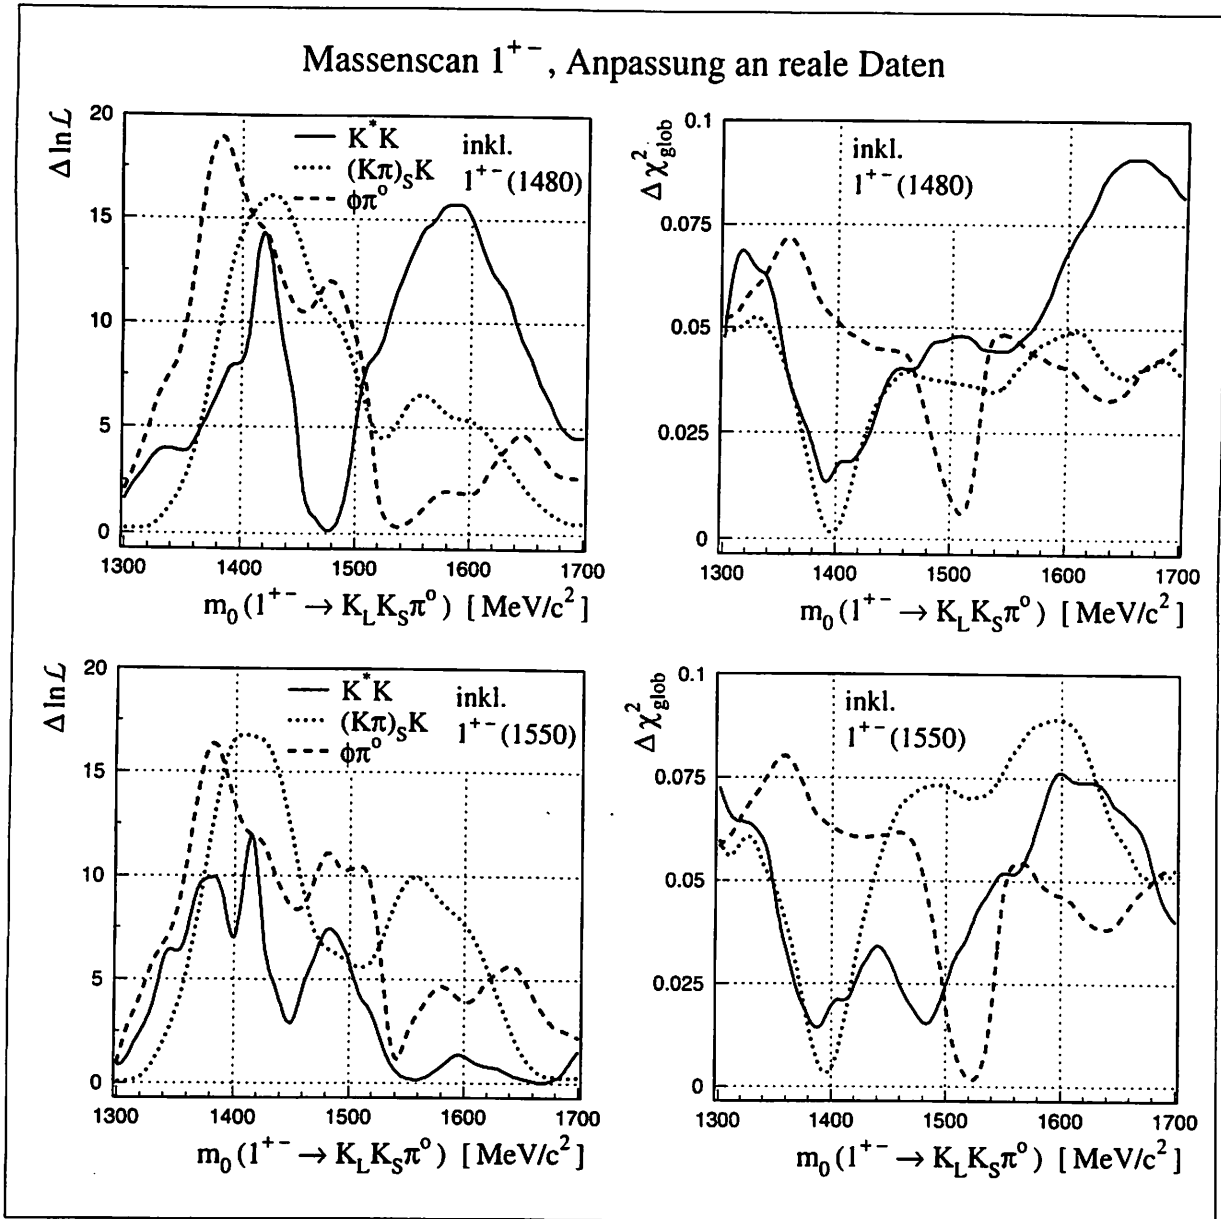 Massenscan 1⁺⁻, Anpassung an reale Daten
Δ ln ℒ
20
15
10
5
0
K*K
(Kπ)ₛK
φπ⁰
inkl.
1⁺⁻(1480)
1300 1400 1500 1600 1700
m₀(1⁺⁻ → K_L K_S π⁰) [MeV/c²]
Δχ²_glob
0.1
0.075
0.05
0.025
0
inkl.
1⁺⁻(1480)
1300 1400 1500 1600 1700
m₀(1⁺⁻ → K_L K_S π⁰) [MeV/c²]
Δ ln ℒ
20
15
10
5
0
K*K
(Kπ)ₛK
φπ⁰
inkl.
1⁺⁻(1550)
1300 1400 1500 1600 1700
m₀(1⁺⁻ → K_L K_S π⁰) [MeV/c²]
Δχ²_glob
0.1
0.075
0.05
0.025
0
inkl.
1⁺⁻(1550)
1300 1400 1500 1600 1700
m₀(1⁺⁻ → K_L K_S π⁰) [MeV/c²]